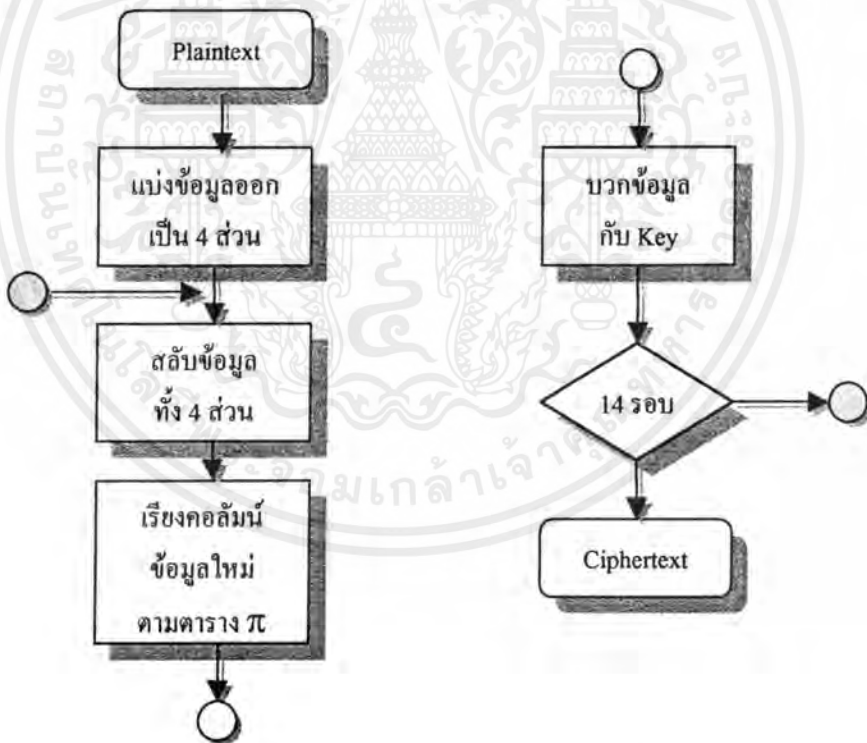 Plaintext
แบ่งข้อมูลออก
เป็น 4 ส่วน
สลับข้อมูล
ทั้ง 4 ส่วน
เรียงคอลัมน์
ข้อมูลใหม่
ตามตาราง π
บวกข้อมูล
กับ Key
14 รอบ
Ciphertext